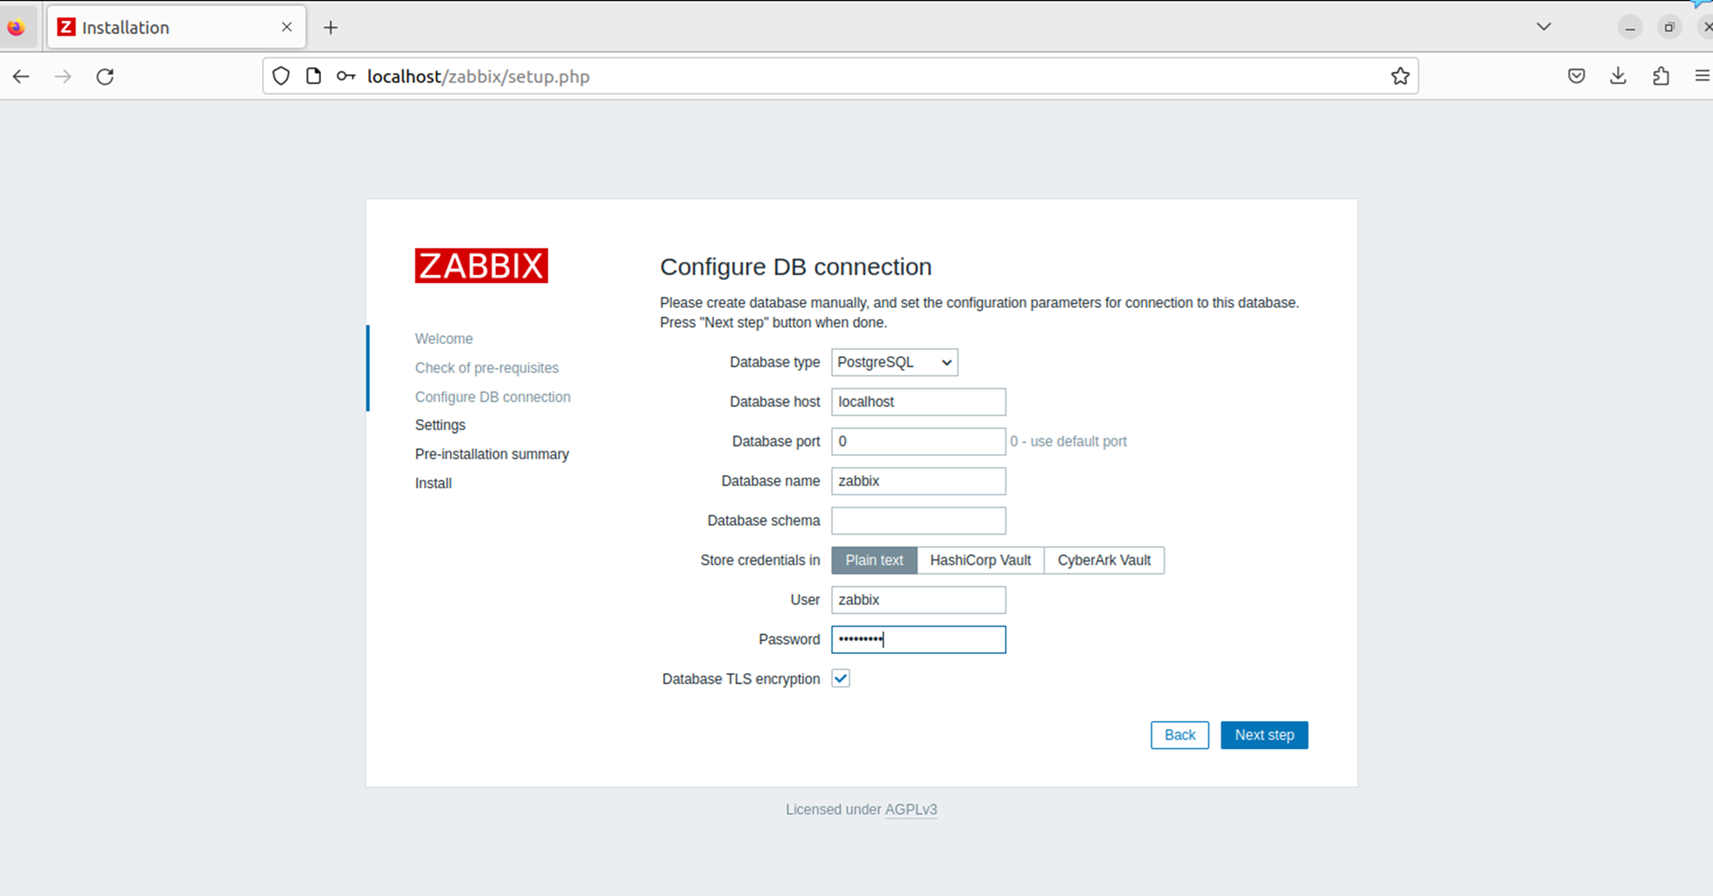 Z Installation
localhost/zabbix/setup.php
ZABBIX
Welcome
Check of pre-requisites
Configure DB connection
Settings
Pre-installation summary
Install
Configure DB connection
Please create database manually, and set the configuration parameters for connection to this database.
Press "Next step" button when done.
Database type PostgreSQL
Database host localhost
Database port 0 0 - use default port
Database name zabbix
Database schema
Store credentials in Plain text HashiCorp Vault CyberArk Vault
User zabbix
Password •••••••••
Database TLS encryption
Back Next step
Licensed under AGPLv3